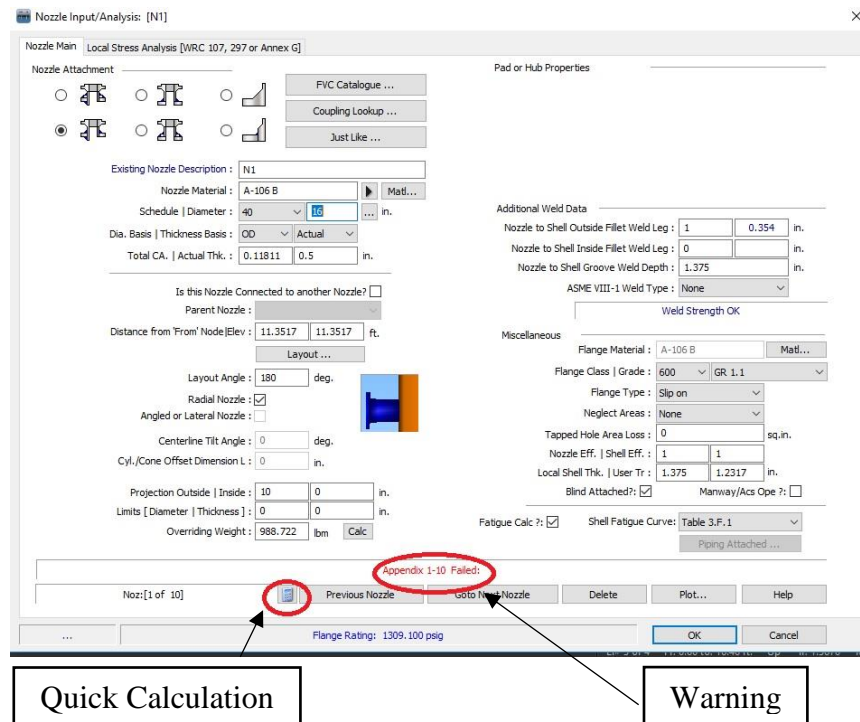 Nozzle Input/Analysis: [N1]
Nozzle Main Local Stress Analysis [WRC 107, 297 or Annex G]
Nozzle Attachment
FVC Catalogue ...
Coupling Lookup ...
Just Like ...
Existing Nozzle Description : N1
Nozzle Material : A-106 B Matl...
Schedule | Diameter : 40 16 ... in.
Dia. Basis | Thickness Basis : OD Actual
Total CA. | Actual Thk. : 0.11811 0.5 in.
Is this Nozzle Connected to another Nozzle?
Parent Nozzle :
Distance from 'From' Node|Elev : 11.3517 11.3517 ft.
Layout ...
Layout Angle : 180 deg.
Radial Nozzle :
Angled or Lateral Nozzle :
Centerline Tilt Angle : 0 deg.
Cyl./Cone Offset Dimension L : 0 in.
Projection Outside | Inside : 10 0 in.
Limits [ Diameter | Thickness ] : 0 0 in.
Overriding Weight : 988.722 lbm Calc
Pad or Hub Properties
Additional Weld Data
Nozzle to Shell Outside Fillet Weld Leg : 1 0.354 in.
Nozzle to Shell Inside Fillet Weld Leg : 0 in.
Nozzle to Shell Groove Weld Depth : 1.375 in.
ASME VIII-1 Weld Type : None
Weld Strength OK
Miscellaneous
Flange Material : A-106 B Matl...
Flange Class | Grade : 600 GR 1.1
Flange Type : Slip on
Neglect Areas : None
Tapped Hole Area Loss : 0 sq.in.
Nozzle Eff. | Shell Eff. : 1 1
Local Shell Thk. | User Tr : 1.375 1.2317 in.
Blind Attached?: Manway/Acs Ope ?:
Fatigue Calc ?: Shell Fatigue Curve: Table 3.F.1
Piping Attached ...
Appendix 1-10 Failed:
Noz:[1 of 10] Previous Nozzle Goto Next Nozzle Delete Plot... Help
... Flange Rating: 1309.100 psig OK Cancel
Quick Calculation
Warning